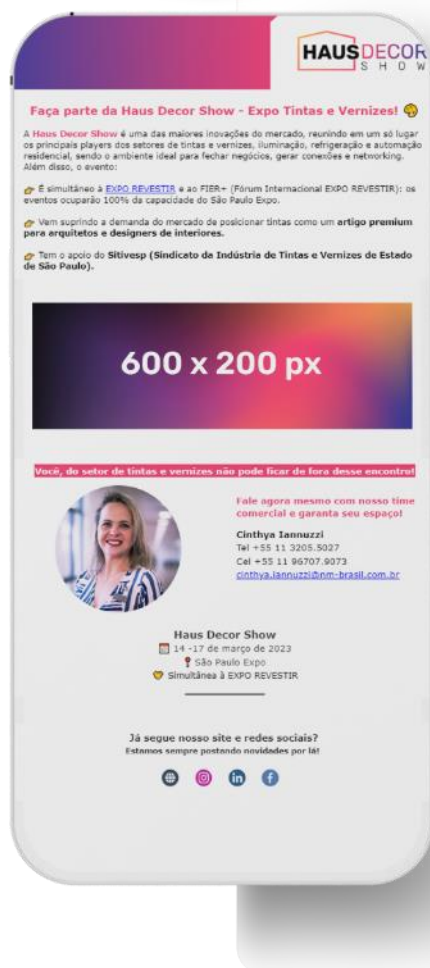 HAUSDECOR
SHOW
Faça parte da Haus Decor Show - Expo Tintas e Vernizes!
A Haus Decor Show é uma das maiores inovações do mercado, reunindo em um só lugar
os principais players dos setores de tintas e vernizes, iluminação, refrigeração e automação
residencial, sendo o ambiente ideal para fechar negócios, gerar conexões e networking.
Além disso, o evento:
É simultâneo à EXPO REVESTIR e ao FIER+ (Fórum Internacional EXPO REVESTIR): os
eventos ocuparão 100% da capacidade do São Paulo Expo.
Vem suprindo a demanda do mercado de posicionar tintas como um artigo premium
para arquitetos e designers de interiores.
Tem o apoio do Sitivesp (Sindicato da Indústria de Tintas e Vernizes de Estado
de São Paulo).
600 x 200 px
Você, do setor de tintas e vernizes não pode ficar de fora desse encontro!
Fale agora mesmo com nosso time
comercial e garanta seu espaço!
Cinthya Iannuzzi
Tel +55 11 3205.5027
Cel +55 11 96707.9073
cinthya.iannuzzi@nm-brasil.com.br
Haus Decor Show
14 -17 de março de 2023
São Paulo Expo
Simultânea à EXPO REVESTIR
Já segue nosso site e redes sociais?
Estamos sempre postando novidades por lá!